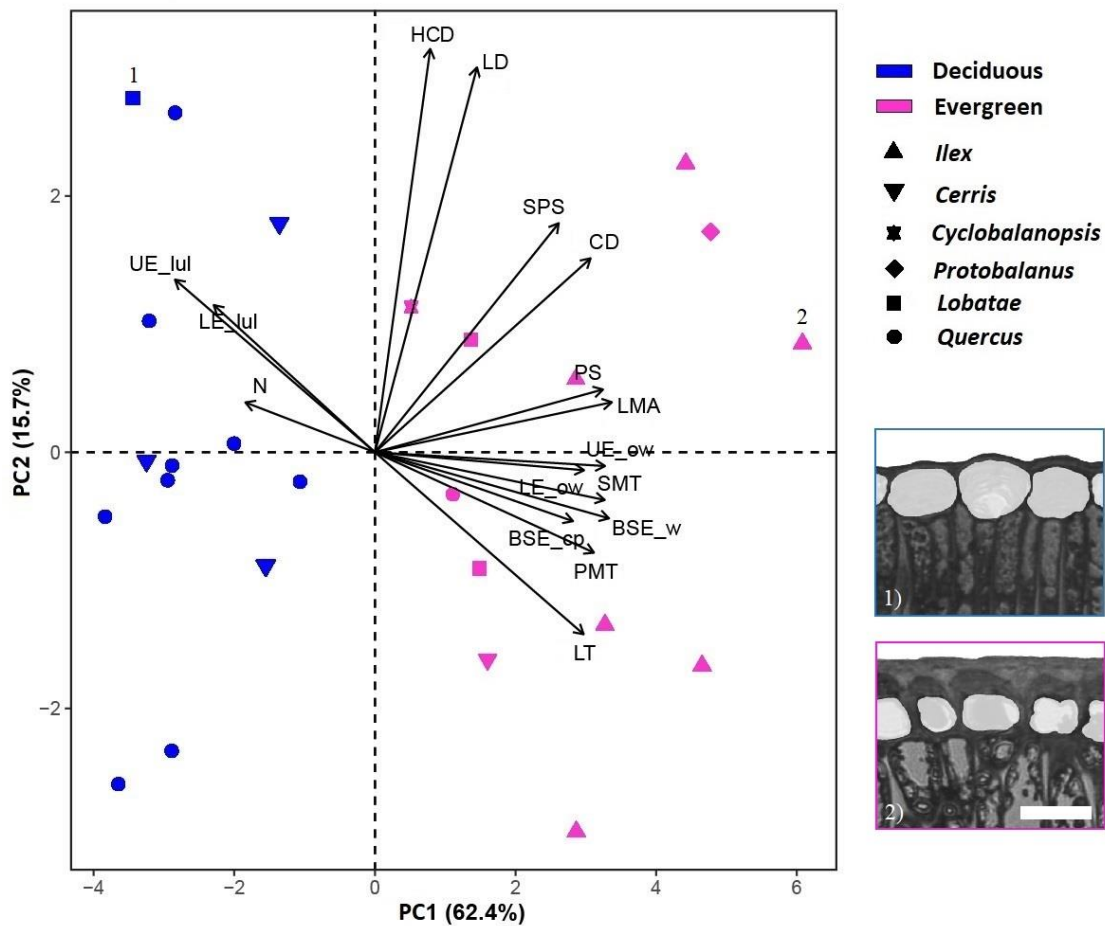 HCD
LD
1
SPS
CD
UE_lul
LE_lul
2
N
PS
LMA
UE_ow
LE_ow
SMT
BSE_cp
BSE_w
PMT
LT
2
0
−2
−4
−2
0
2
4
6
PC2 (15.7%)
PC1 (62.4%)
Deciduous
Evergreen
Ilex
Cerris
Cyclobalanopsis
Protobalanus
Lobatae
Quercus
1)
2)